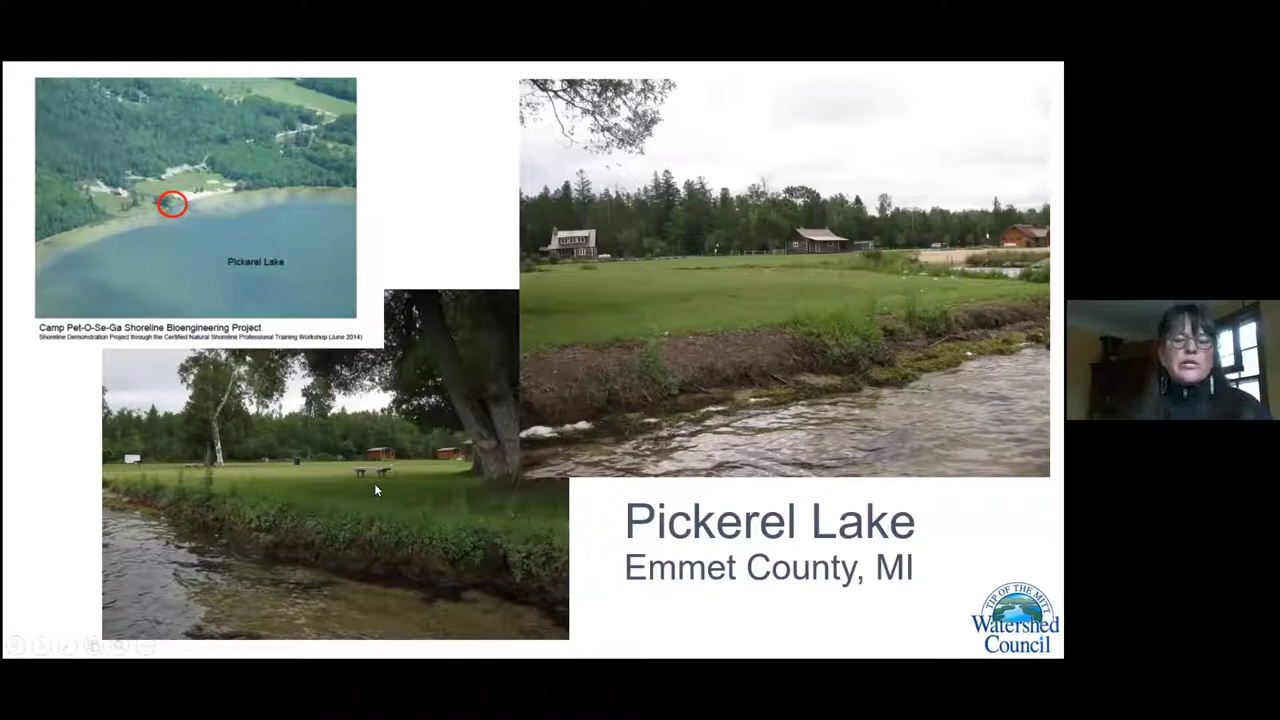 Pickerel Lake
Camp Pet-O-Se-Ga Shoreline Bioengineering Project
Shoreline Demonstration Project through the Certified Natural Shoreline Professional Training Workshop (June 2014)
Pickerel Lake
Emmet County, MI
TIP OF THE MITT
Watershed
Council